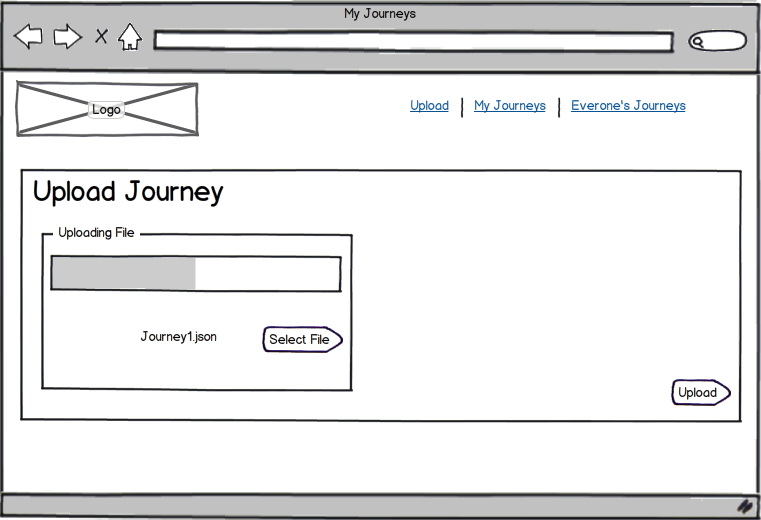 My Journeys
Logo
Upload
My Journeys
Everone's Journeys
Upload Journey
Uploading File
Journey1.json
Select File
Upload